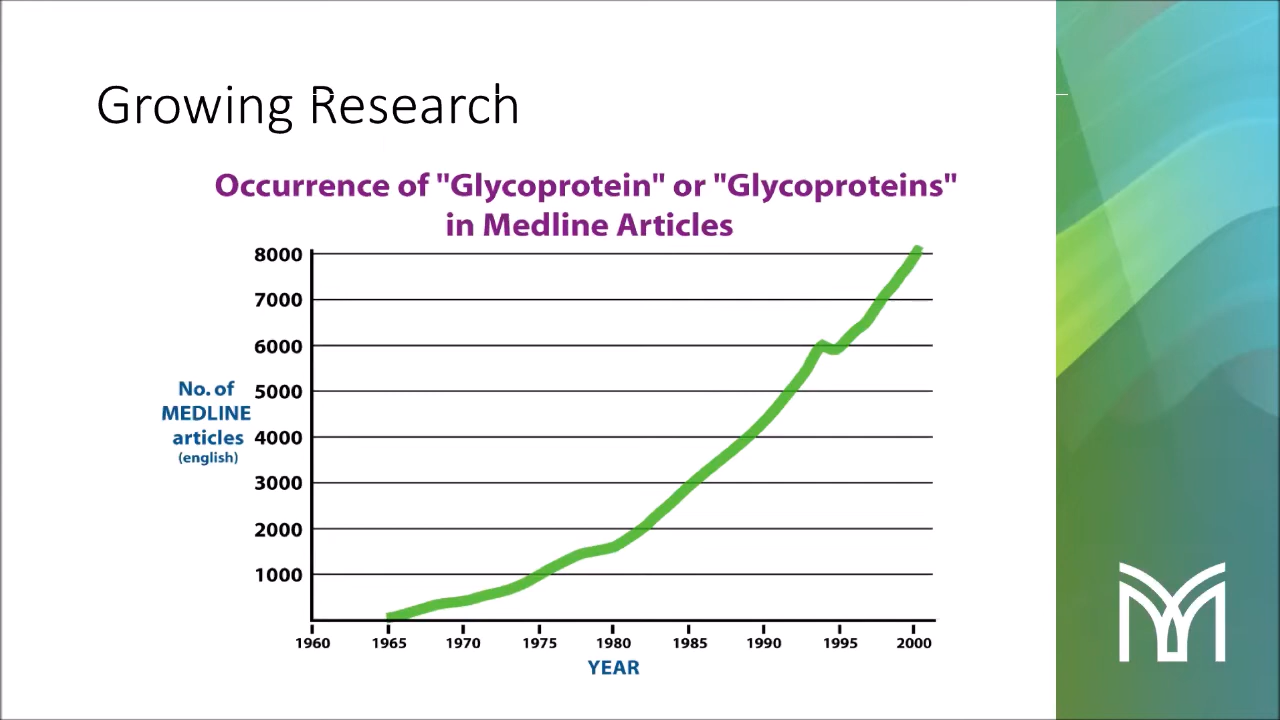 Growing Research
Occurrence of "Glycoprotein" or "Glycoproteins"
in Medline Articles
8000
7000
6000
5000
4000
3000
2000
1000
No. of
MEDLINE
articles
(english)
1960 1965 1970 1975 1980 1985 1990 1995 2000
YEAR